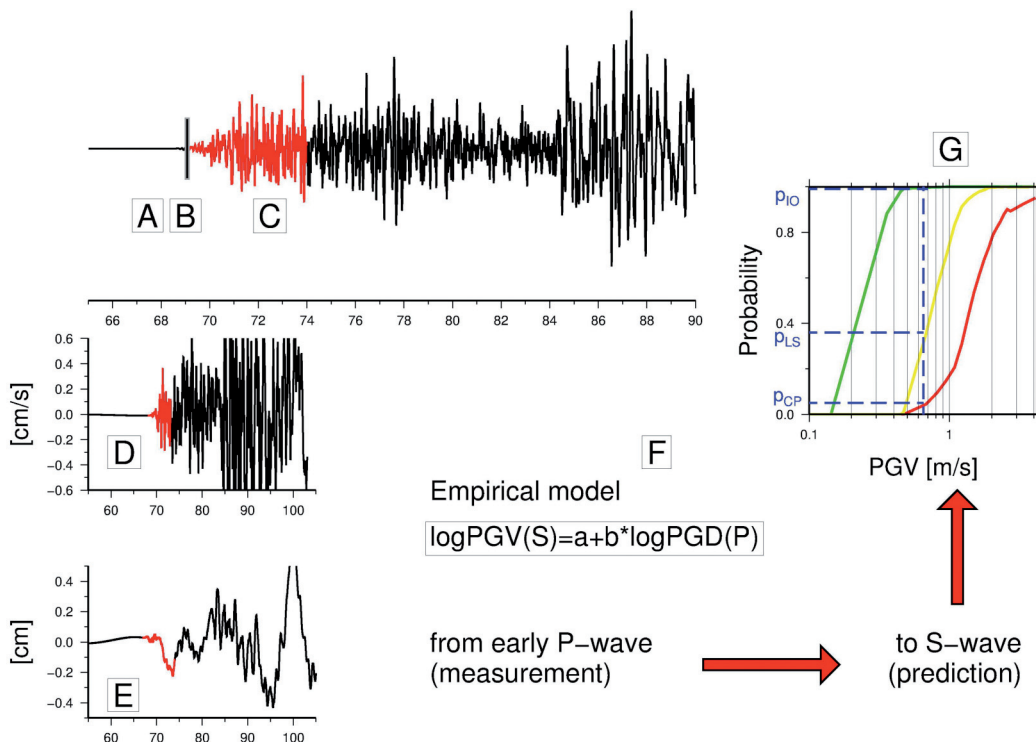 A B C
66 68 70 72 74 76 78 80 82 84 86 88 90
G
Probability
p_IO
0.8
0.4
p_LS
p_CP
0.0
0.1 1
PGV [m/s]
[cm/s]
0.6
0.4
0.2
0.0
−0.2
−0.4
−0.6
D
60 70 80 90 100
[cm]
0.4
0.2
0.0
−0.2
−0.4
E
60 70 80 90 100
F
Empirical model
logPGV(S)=a+b*logPGD(P)
from early P−wave
(measurement)
to S−wave
(prediction)